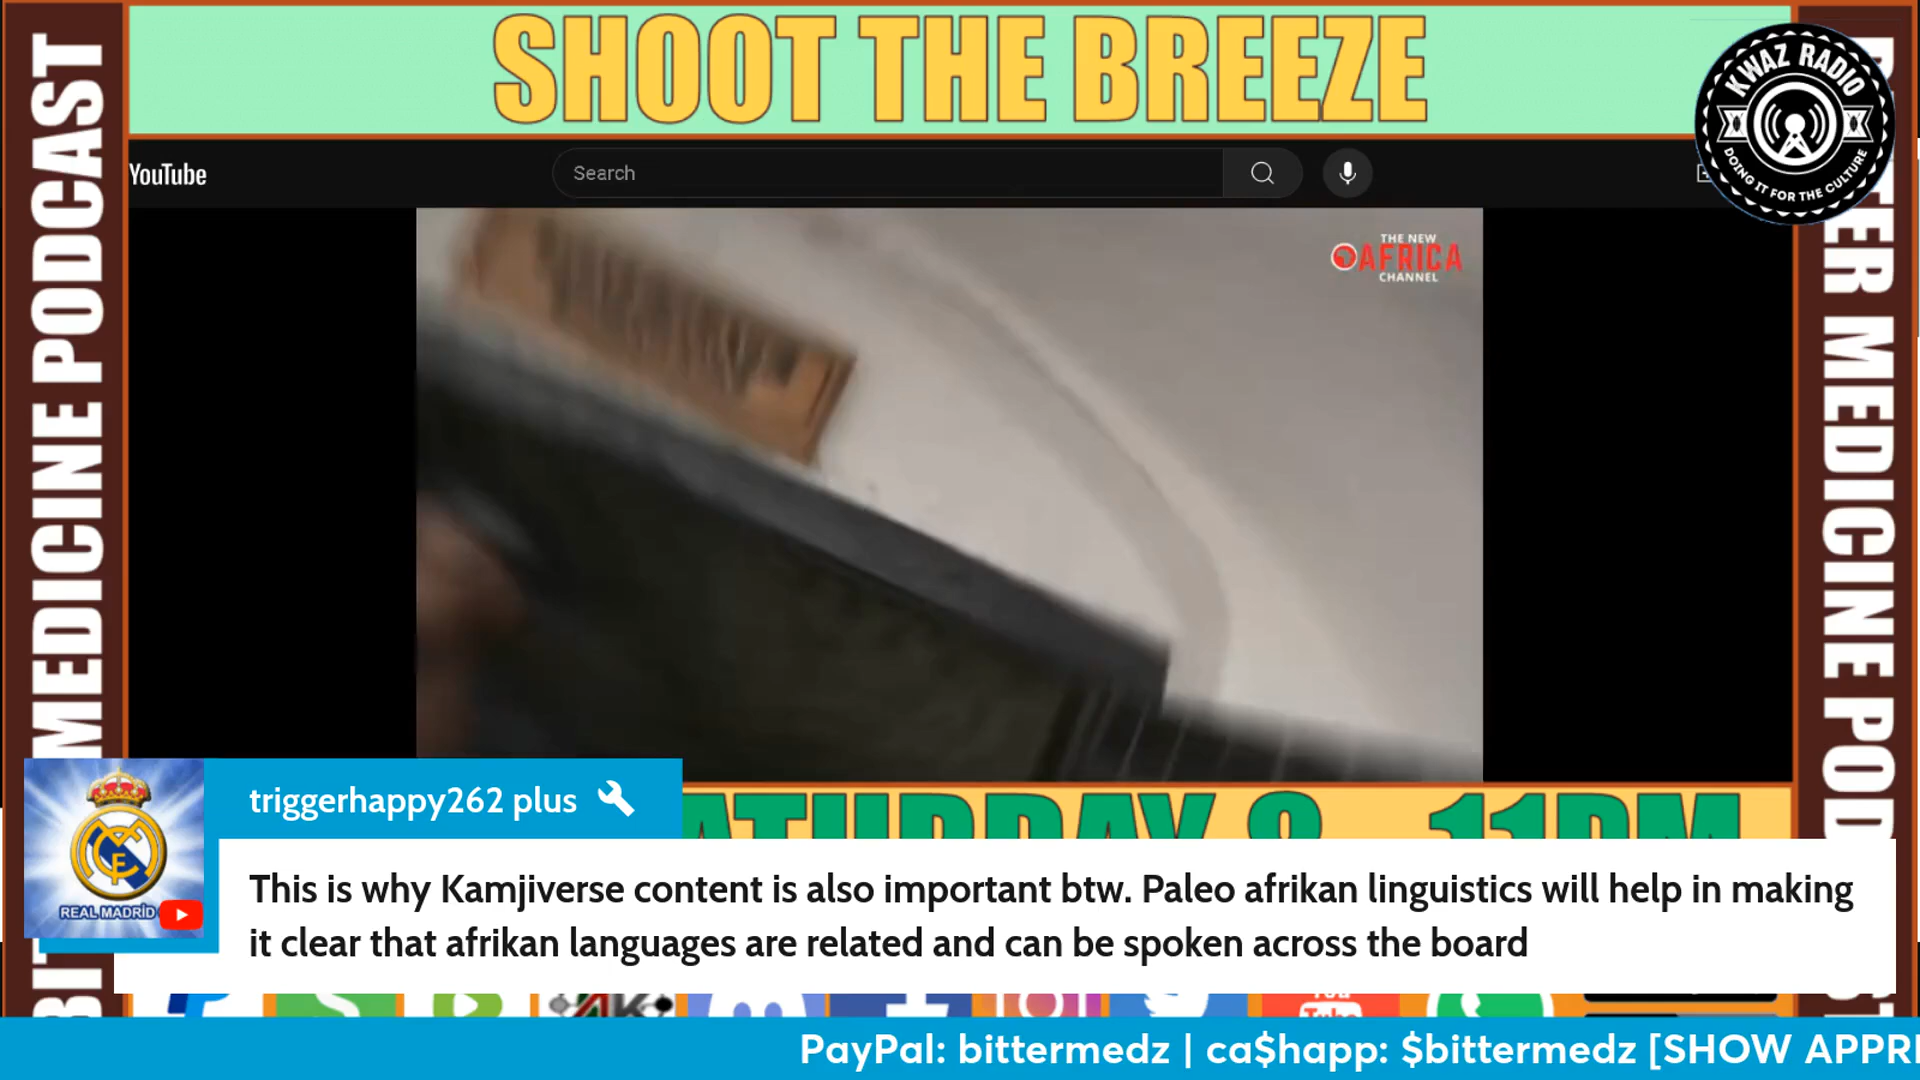 SHOOT THE BREEZE
KWAZ RADIO
DOING IT FOR THE CULTURE
YouTube
Search
THE NEW
AFRICA
CHANNEL
MEDICINE PODCAST
BITTER MEDICINE
SATURDAY 11PM
triggerhappy262 plus
This is why Kamjiverse content is also important btw. Paleo afrikan linguistics will help in making
it clear that afrikan languages are related and can be spoken across the board
REAL MADRID
PayPal: bittermedz | ca$happ: $bittermedz [SHOW APPR